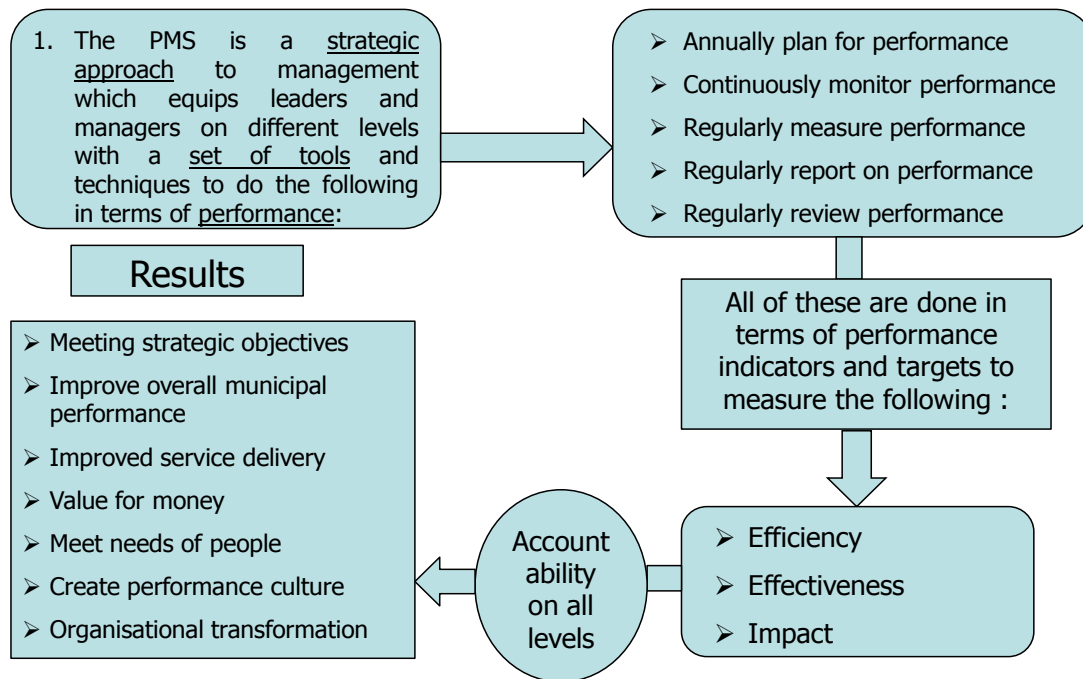 1. The PMS is a strategic
approach to management
which equips leaders and
managers on different levels
with a set of tools and
techniques to do the following
in terms of performance:
➢ Annually plan for performance
➢ Continuously monitor performance
➢ Regularly measure performance
➢ Regularly report on performance
➢ Regularly review performance
All of these are done in
terms of performance
indicators and targets to
measure the following :
➢ Efficiency
➢ Effectiveness
➢ Impact
Account
ability
on all
levels
Results
➢ Meeting strategic objectives
➢ Improve overall municipal
performance
➢ Improved service delivery
➢ Value for money
➢ Meet needs of people
➢ Create performance culture
➢ Organisational transformation